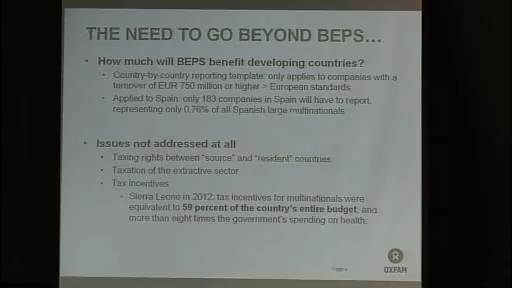 THE NEED TO GO BEYOND BEPS...
• How much will BEPS benefit developing countries?
• Country-by-country reporting template: only applies to companies with a
turnover of EUR 750 million or higher > European standards.
• Applied to Spain: only 183 companies in Spain will have to report,
representing only 0,76% of all Spanish large multinationals.
• Issues not addressed at all
• Taxing rights between "source" and "resident" countries
• Taxation of the extractive sector
• Tax incentives
• Sierra Leone in 2012: tax incentives for multinationals were
equivalent to 59 percent of the country's entire budget, and
more than eight times the government's spending on health.
OXFAM